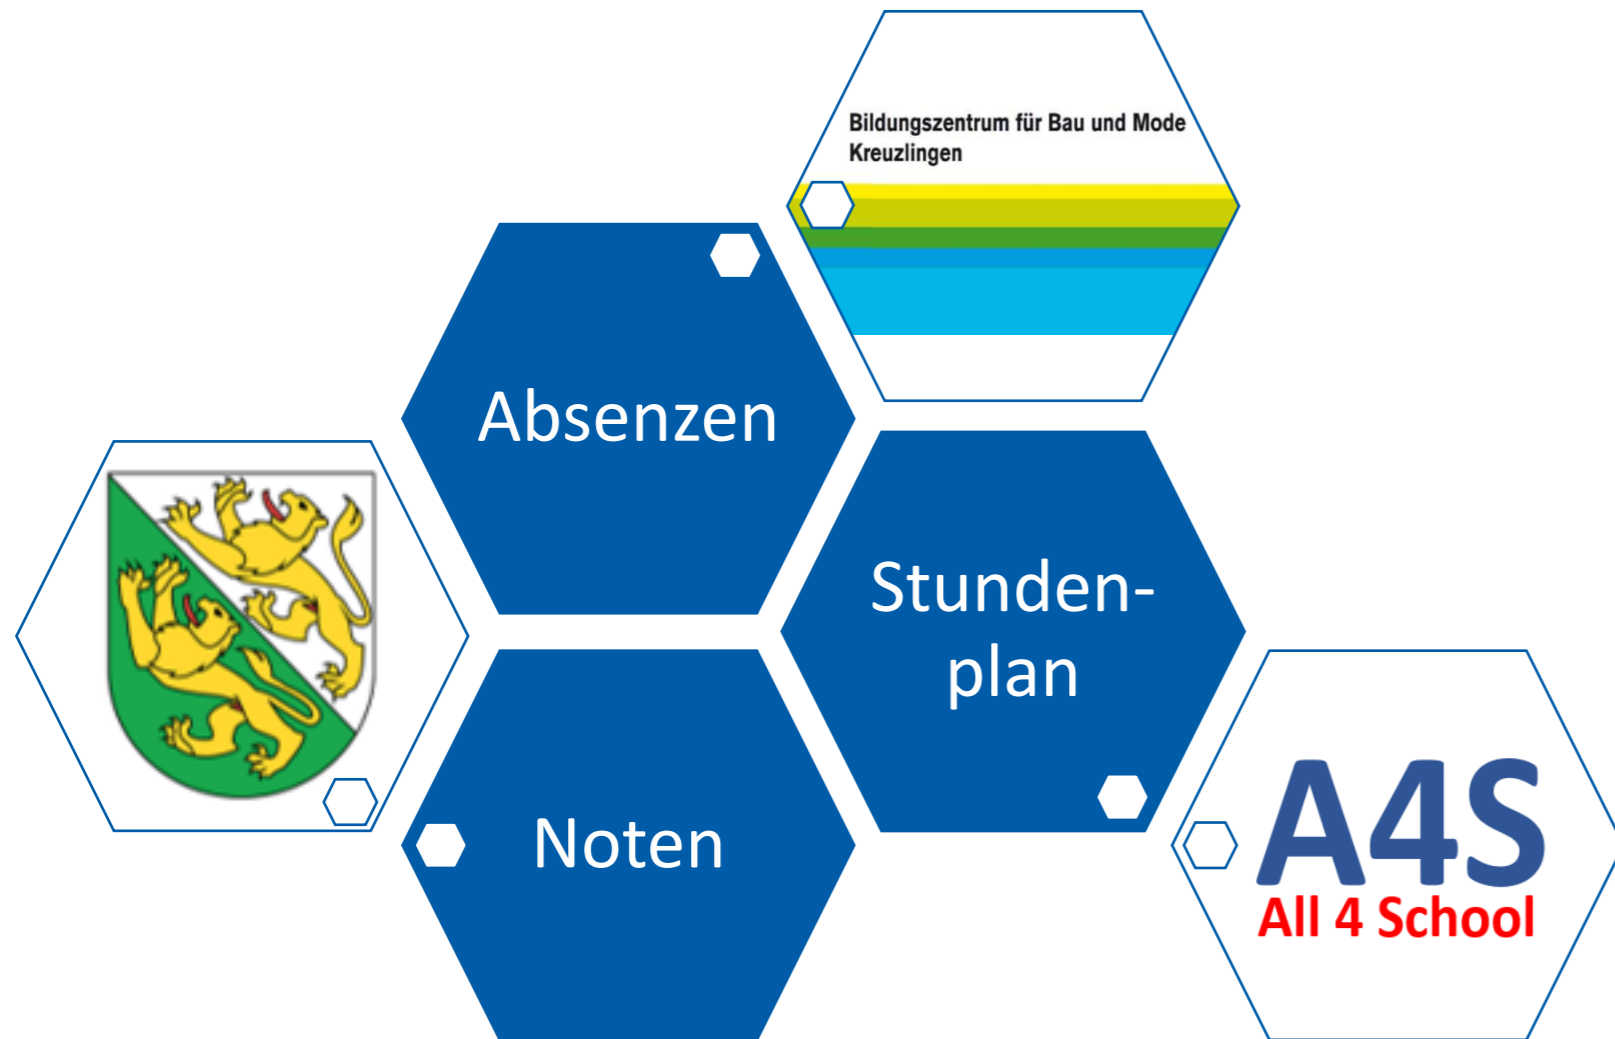 Bildungszentrum für Bau und Mode
Kreuzlingen
Absenzen
Stunden-
plan
Noten
A4S
All 4 School